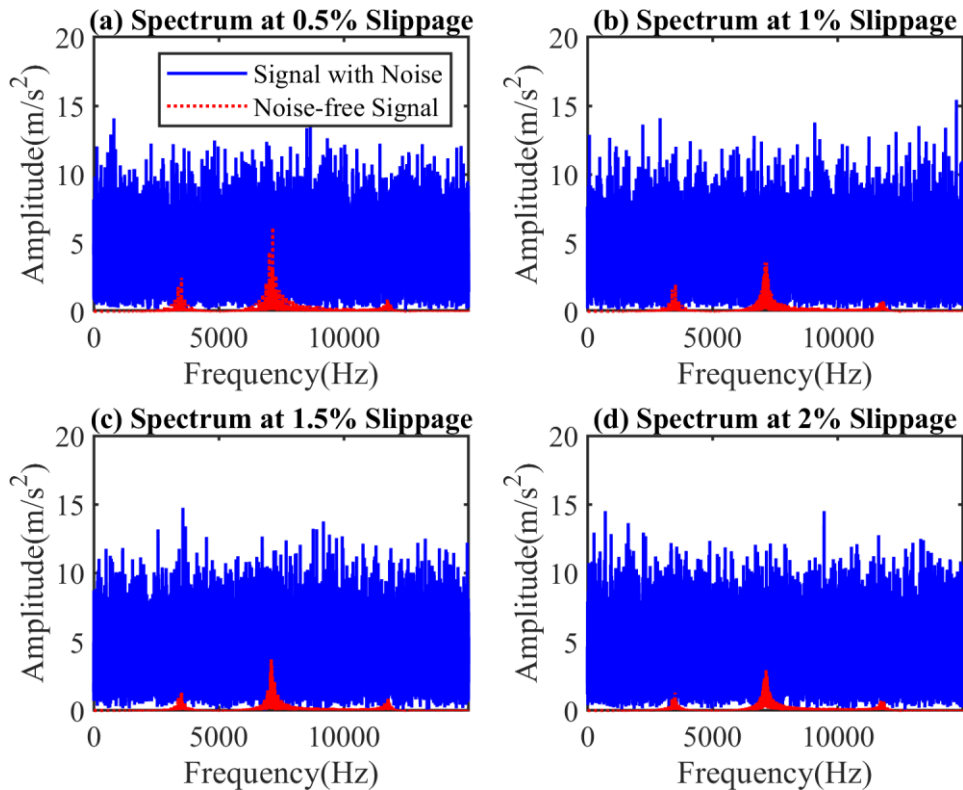 (a) Spectrum at 0.5% Slippage
20
15
10
5
0
Amplitude(m/s²)
Signal with Noise
Noise-free Signal
0 5000 10000
Frequency(Hz)
(b) Spectrum at 1% Slippage
20
15
10
5
0
Amplitude(m/s²)
0 5000 10000
Frequency(Hz)
(c) Spectrum at 1.5% Slippage
20
15
10
5
0
Amplitude(m/s²)
0 5000 10000
Frequency(Hz)
(d) Spectrum at 2% Slippage
20
15
10
5
0
Amplitude(m/s²)
0 5000 10000
Frequency(Hz)